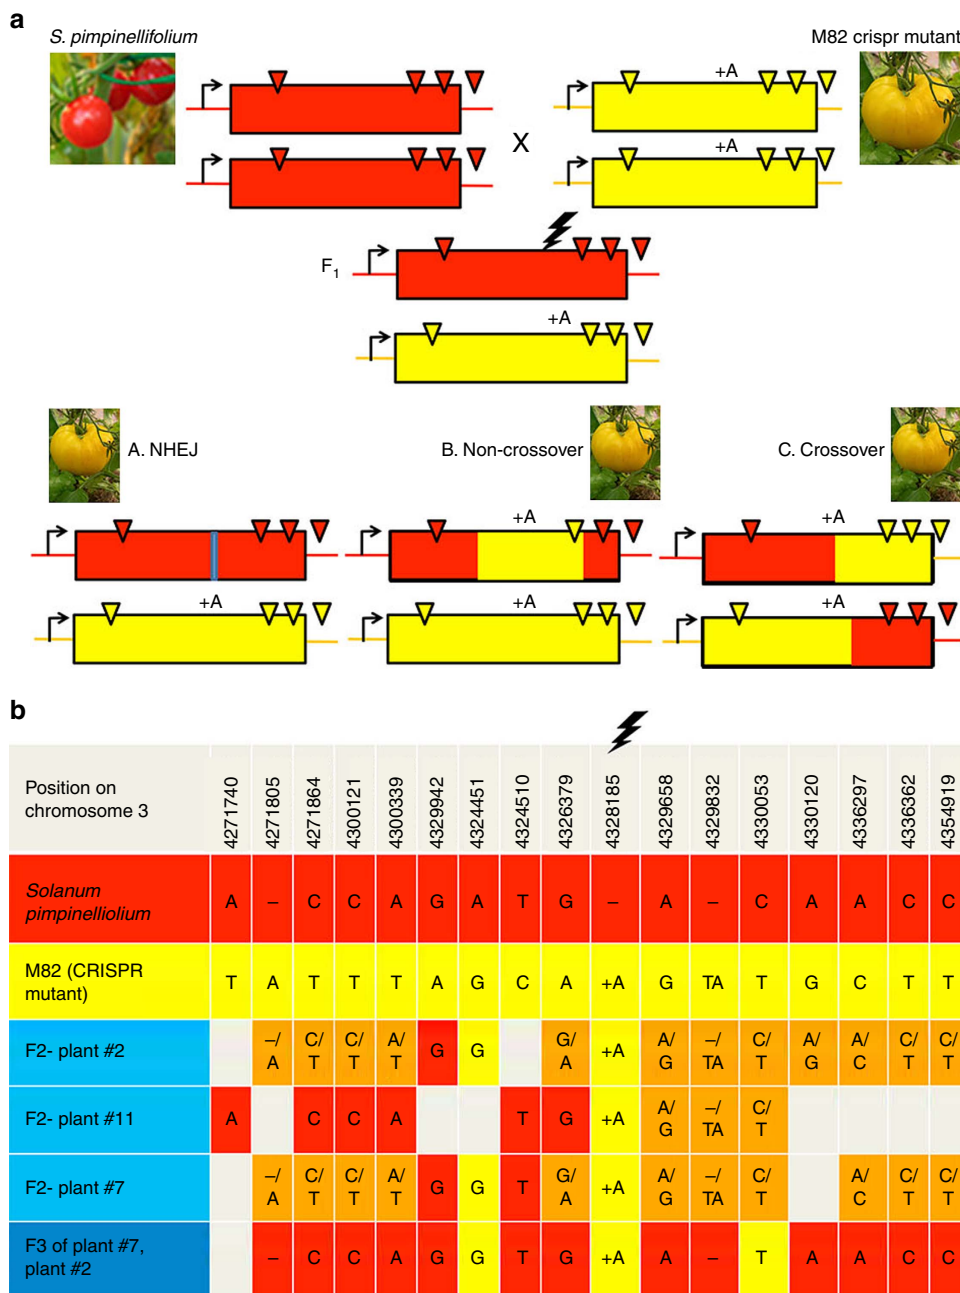 a
S. pimpinellifolium
M82 crispr mutant
+A
X
+A
F1
+A
A. NHEJ
B. Non-crossover
C. Crossover
+A
+A
+A
+A
+A
b
Position on chromosome 3
4271740 4271805 4271864 4300121 4300339 4329942 4324451 4324510 4326379 4328185 4329658 4329832 4330053 4330120 4336297 4336362 4354919
Solanum pimpinelliolium A – C C A G A T G – A – C A A C C
M82 (CRISPR mutant) T A T T T A G C A +A G TA T G C T T
F2- plant #2 –/A C/T C/T A/T G G G/A +A A/G –/TA C/T A/G A/C C/T C/T
F2- plant #11 A C C A T G +A A/G –/TA C/T
F2- plant #7 –/A C/T C/T A/T G G T G/A +A A/G –/TA C/T A/C C/T C/T
F3 of plant #7, plant #2 – C C A G G T G +A A – T A A C C